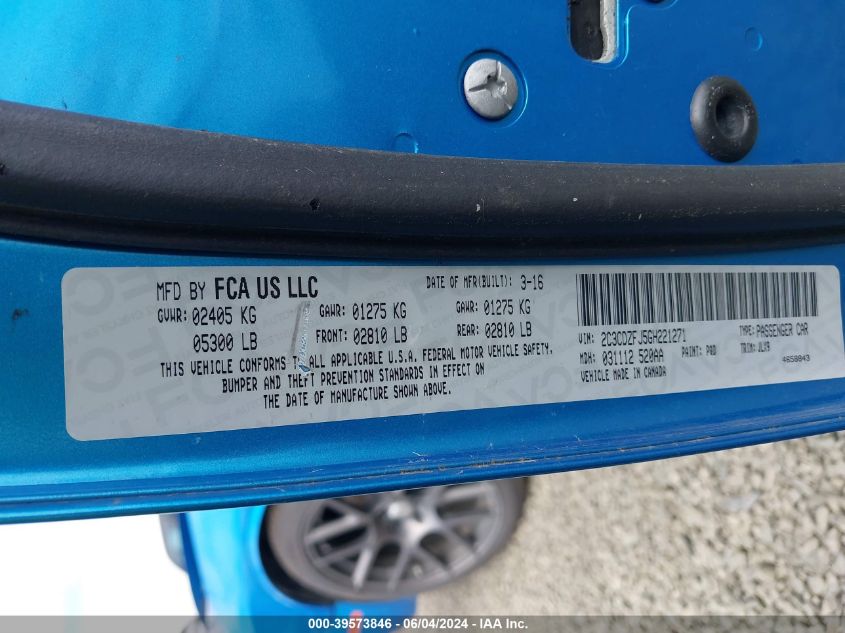 MFD BY FCA US LLC DATE OF MFR(BUILT): 3-16
GVWR: 02405 KG GAWR: 01275 KG GAWR: 01275 KG
05300 LB FRONT: 02810 LB REAR: 02810 LB
THIS VEHICLE CONFORMS TO ALL APPLICABLE U.S.A. FEDERAL MOTOR VEHICLE SAFETY,
BUMPER AND THEFT PREVENTION STANDARDS IN EFFECT ON
THE DATE OF MANUFACTURE SHOWN ABOVE.
VIN: 2C3CDZFJ5GH221271 TYPE: PASSENGER CAR
MDH: 031112 520AA PAINT: PBD TRIM: JLX9
VEHICLE MADE IN CANADA 4658843
000-39573846 - 06/04/2024 - IAA Inc.